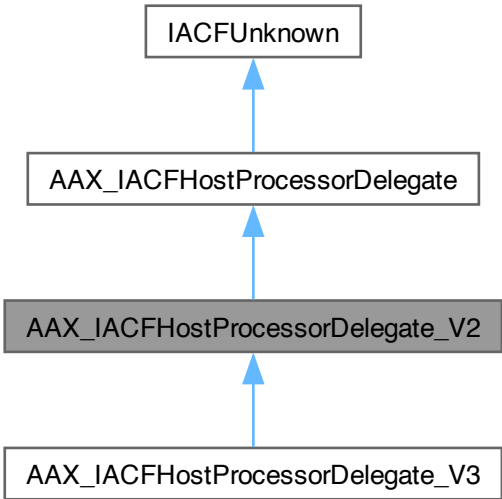 IACFUnknown
AAX_IACFHostProcessorDelegate
AAX_IACFHostProcessorDelegate_V2
AAX_IACFHostProcessorDelegate_V3